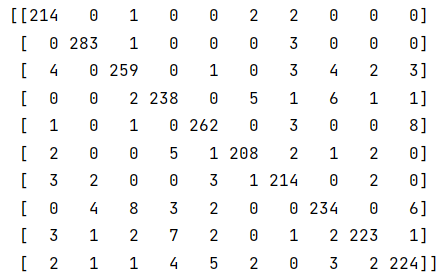 [[214 0 1 0 0 2 2 0 0 0]
[ 0 283 1 0 0 0 3 0 0 0]
[ 4 0 259 0 1 0 3 4 2 3]
[ 0 0 2 238 0 5 1 6 1 1]
[ 1 0 1 0 262 0 3 0 0 8]
[ 2 0 0 5 1 208 2 1 2 0]
[ 3 2 0 0 3 1 214 0 2 0]
[ 0 4 8 3 2 0 0 234 0 6]
[ 3 1 2 7 2 0 1 2 223 1]
[ 2 1 1 4 5 2 0 3 2 224]]